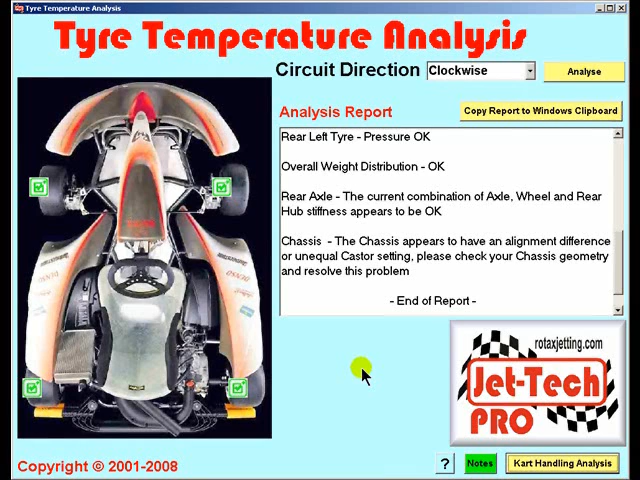 Tyre Temperature Analysis
Tyre Temperature Analysis
Circuit Direction
Clockwise
Analyse
Analysis Report
Copy Report to Windows Clipboard
Rear Left Tyre - Pressure OK
Overall Weight Distribution - OK
Rear Axle - The current combination of Axle, Wheel and Rear
Hub stiffness appears to be OK
Chassis - The Chassis appears to have an alignment difference
or unequal Castor setting, please check your Chassis geometry
and resolve this problem
- End of Report -
rotaxjetting.com
Jet-Tech
PRO
Copyright © 2001-2008
?
Notes
Kart Handling Analysis